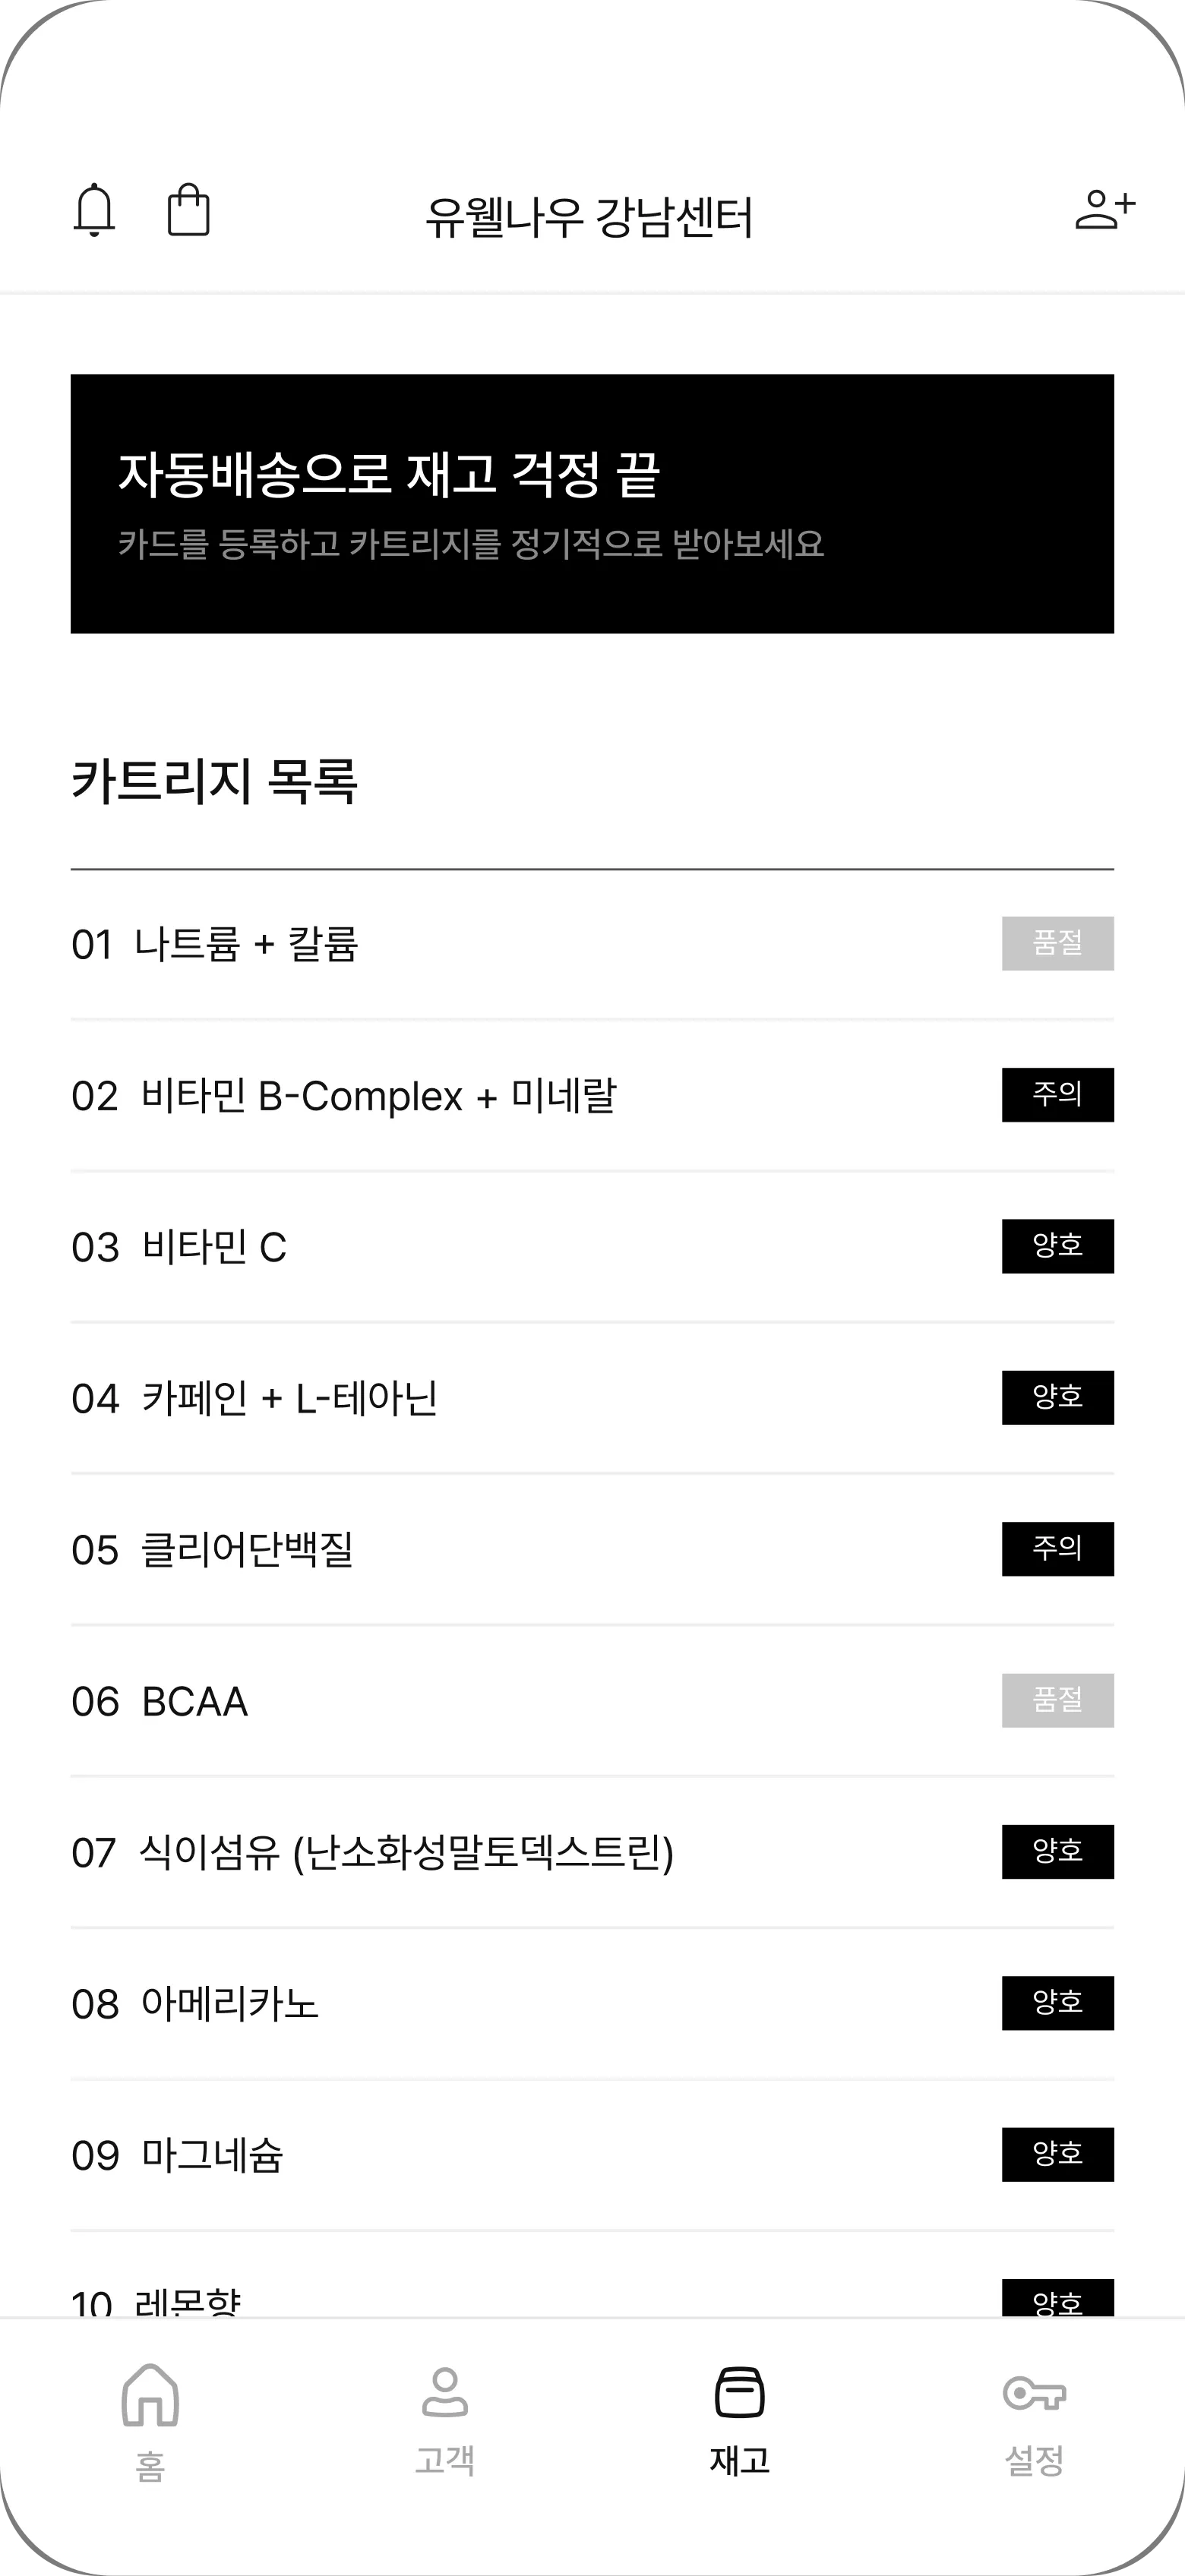 유웰나우 강남센터
자동배송으로 재고 걱정 끝
카드를 등록하고 카트리지를 정기적으로 받아보세요
카트리지 목록
01 나트륨 + 칼륨 품절
02 비타민 B-Complex + 미네랄 주의
03 비타민 C 양호
04 카페인 + L-테아닌 양호
05 클리어단백질 주의
06 BCAA 품절
07 식이섬유 (난소화성말토덱스트린) 양호
08 아메리카노 양호
09 마그네슘 양호
10 레몬향 양호
홈 고객 재고 설정